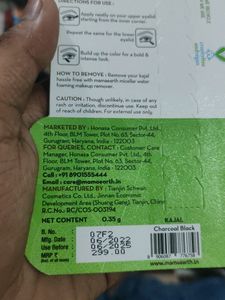 DIRECTIONS FOR USE :
Apply neatly on your upper eyelid,
starting from the inner corner.
Repeat the same for the lower
eyelid.
Build up the color for a bold &
intense look.
HOW TO REMOVE : Remove your kajal
hassle free with mamaearth micellar water
foaming makeup remover.
CAUTION : Though unlikely, in case of any
rash or irritation, discontinue use. Keep out
of reach of children. For external use only.
MARKETED BY : Honasa Consumer Pvt. Ltd.,
4th Floor, BLM Tower, Plot No. 63, Sector-44,
Gurugram, Haryana, India - 122003
FOR QUERIES, CONTACT : Customer Care
Manager, Honasa Consumer Pvt. Ltd.,
4th Floor, BLM Tower, Plot No. 63, Sector-44,
Gurugram, Haryana, India - 122003
Call : +91 8901555444
Email : care@mamaearth.in
MANUFACTURED BY : Tianjin Schwan
Cosmetics Co. Ltd., Jinnan Economic
Development Area (Shuang Gang), Tianjin, China
R.C.No.: RC/COS-003194
NET CONTENT : 0.35 g
KAJAL
Charcoal Black
B. No. : 07F2
Mfg. Date : 06/2022
Use Before :
MRP ₹ : 299.00
(Incl. of all taxes)
www.mamaearth.in